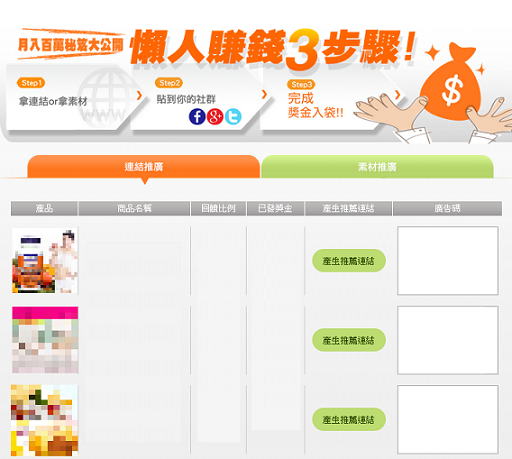 月入百萬秘笈大公開
懶人賺錢3步驟!
Step1
拿連結or拿素材
Step2
貼到你的社群
Step3
完成
獎金入袋!!
連結推廣
素材推廣
產品
商品名稱
回饋比例
已發獎金
產生推薦連結
廣告碼
產生推薦連結
產生推薦連結
產生推薦連結